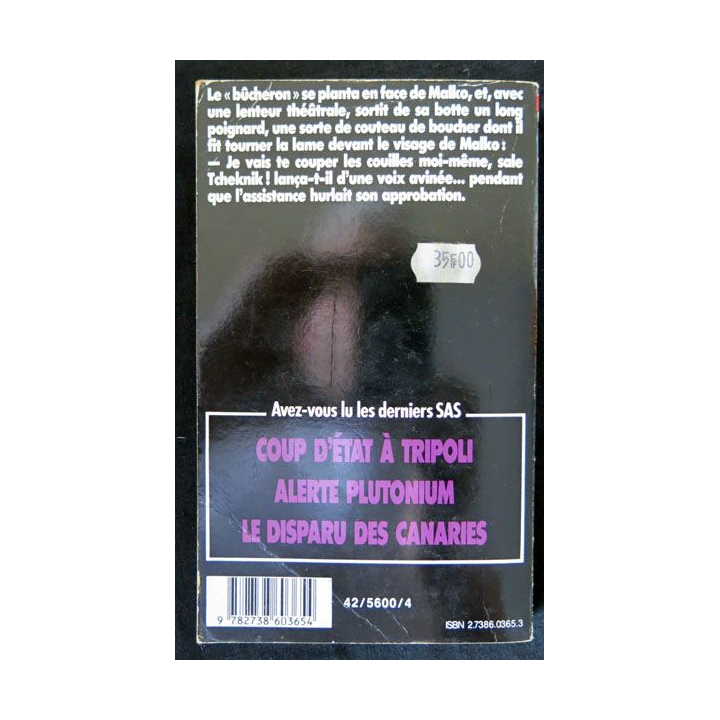 Le « bûcheron » se planta en face de Malko, et, avec
une lenteur théâtrale, sortit de sa botte un long
poignard, une sorte de couteau de boucher dont il
fit tourner la lame devant le visage de Malko :
— Je vais te couper les couilles moi-même, sale
Tcheknik ! lança-t-il d'une voix avinée... pendant
que l'assistance hurlait son approbation.
35F00
Avez-vous lu les derniers SAS
COUP D'ÉTAT À TRIPOLI
ALERTE PLUTONIUM
LE DISPARU DES CANARIES
9 782738 603654
42/5600/4
ISBN 2.7386.0365.3